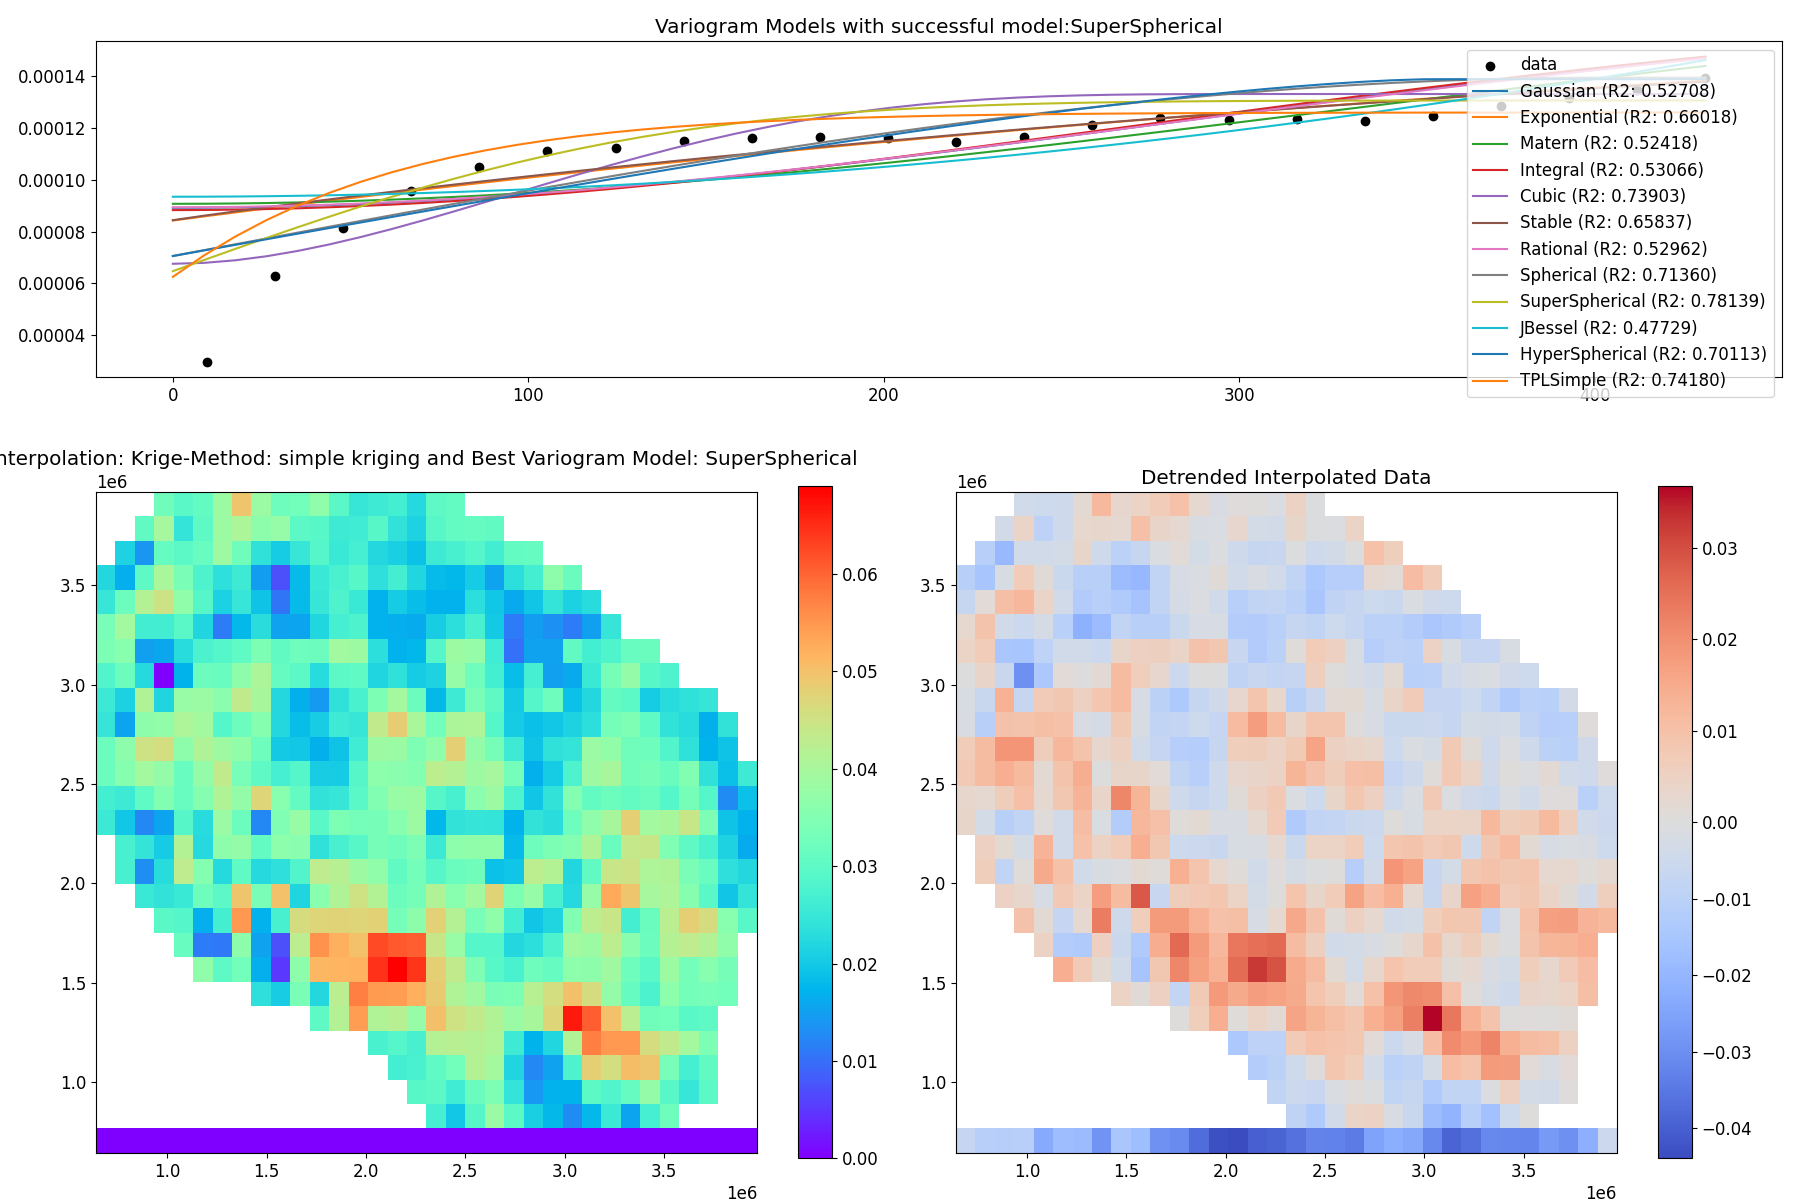 Variogram Models with successful model:SuperSpherical
0.00014
0.00012
0.00010
0.00008
0.00006
0.00004
0
100
200
300
400
data
Gaussian (R2: 0.52708)
Exponential (R2: 0.66018)
Matern (R2: 0.52418)
Integral (R2: 0.53066)
Cubic (R2: 0.73903)
Stable (R2: 0.65837)
Rational (R2: 0.52962)
Spherical (R2: 0.71360)
SuperSpherical (R2: 0.78139)
JBessel (R2: 0.47729)
HyperSpherical (R2: 0.70113)
TPLSimple (R2: 0.74180)
nterpolation: Krige-Method: simple kriging and Best Variogram Model: SuperSpherical
1e6
3.5
3.0
2.5
2.0
1.5
1.0
1.0
1.5
2.0
2.5
3.0
3.5
1e6
0.06
0.05
0.04
0.03
0.02
0.01
0.00
Detrended Interpolated Data
1e6
3.5
3.0
2.5
2.0
1.5
1.0
1.0
1.5
2.0
2.5
3.0
3.5
1e6
0.03
0.02
0.01
0.00
−0.01
−0.02
−0.03
−0.04